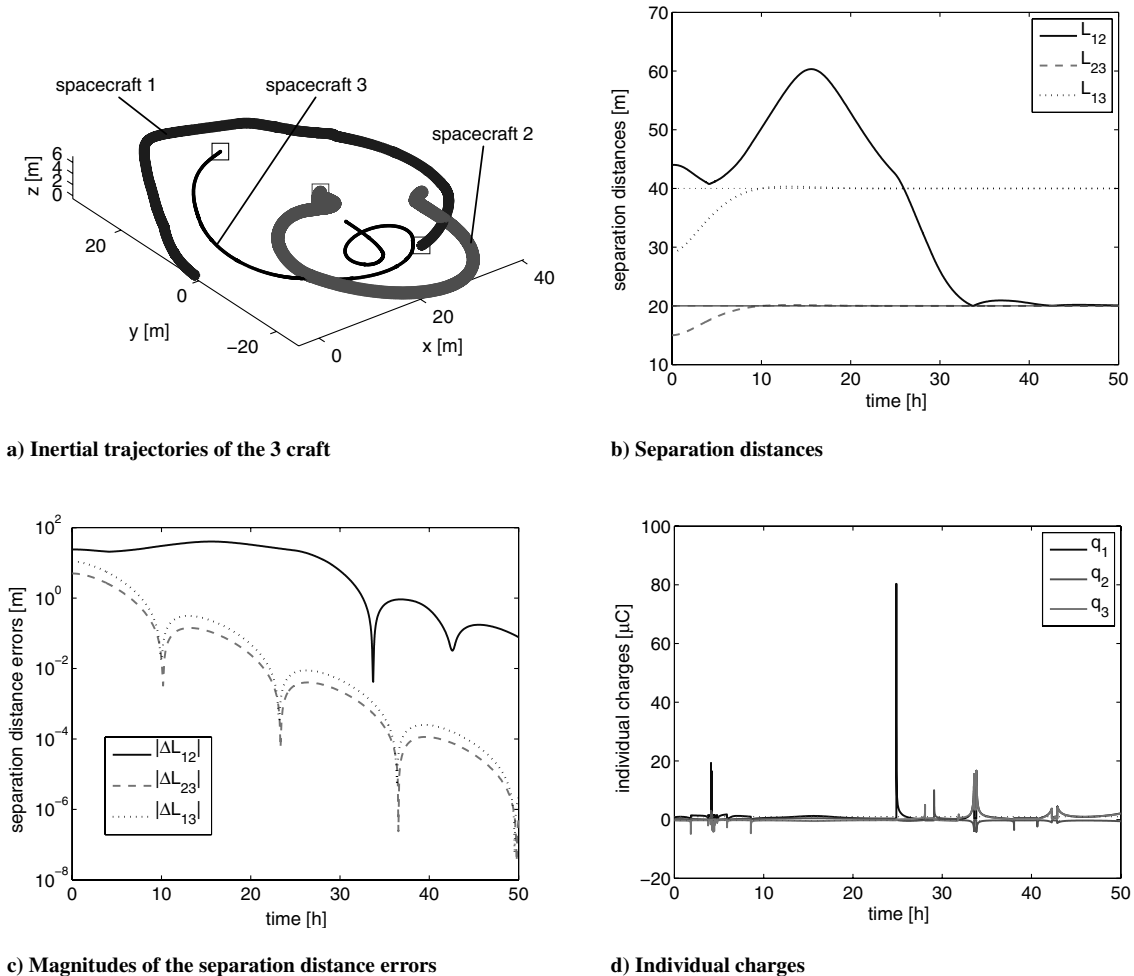 spacecraft 1
spacecraft 3
spacecraft 2
z [m]
6
4
2
0
20
0
−20
y [m]
0
20
40
x [m]
a) Inertial trajectories of the 3 craft
70
60
50
40
30
20
10
separation distances [m]
0 10 20 30 40 50
time [h]
L12
L23
L13
b) Separation distances
10^2
10^0
10^−2
10^−4
10^−6
10^−8
separation distance errors [m]
|ΔL12|
|ΔL23|
|ΔL13|
0 10 20 30 40 50
time [h]
c) Magnitudes of the separation distance errors
100
80
60
40
20
0
−20
individual charges [μC]
q1
q2
q3
0 10 20 30 40 50
time [h]
d) Individual charges